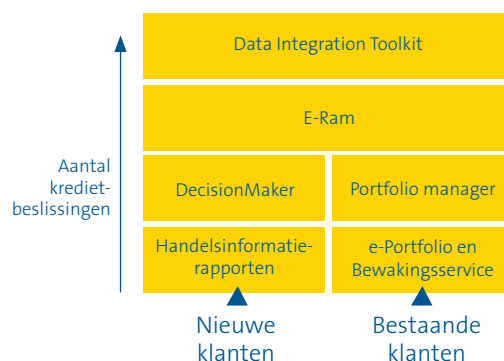 Data Integration Toolkit
E-Ram
Aantal
krediet-
beslissingen
DecisionMaker
Portfolio manager
Handelsinformatie-
rapporten
e-Portfolio en
Bewakingsservice
Nieuwe
klanten
Bestaande
klanten